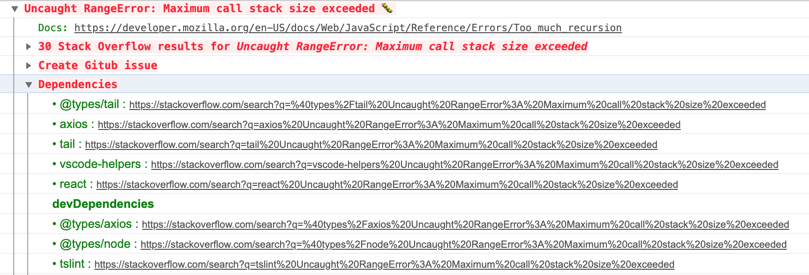 Uncaught RangeError: Maximum call stack size exceeded 🐛
Docs: https://developer.mozilla.org/en-US/docs/Web/JavaScript/Reference/Errors/Too_much_recursion
30 Stack Overflow results for Uncaught RangeError: Maximum call stack size exceeded
Create Gitub issue
Dependencies
• @types/tail : https://stackoverflow.com/search?q=%40types%2Ftail%20Uncaught%20RangeError%3A%20Maximum%20call%20stack%20size%20exceeded
• axios : https://stackoverflow.com/search?q=axios%20Uncaught%20RangeError%3A%20Maximum%20call%20stack%20size%20exceeded
• tail : https://stackoverflow.com/search?q=tail%20Uncaught%20RangeError%3A%20Maximum%20call%20stack%20size%20exceeded
• vscode-helpers : https://stackoverflow.com/search?q=vscode-helpers%20Uncaught%20RangeError%3A%20Maximum%20call%20stack%20size%20exceeded
• react : https://stackoverflow.com/search?q=react%20Uncaught%20RangeError%3A%20Maximum%20call%20stack%20size%20exceeded
devDependencies
• @types/axios : https://stackoverflow.com/search?q=%40types%2Faxios%20Uncaught%20RangeError%3A%20Maximum%20call%20stack%20size%20exceeded
• @types/node : https://stackoverflow.com/search?q=%40types%2Fnode%20Uncaught%20RangeError%3A%20Maximum%20call%20stack%20size%20exceeded
• tslint : https://stackoverflow.com/search?q=tslint%20Uncaught%20RangeError%3A%20Maximum%20call%20stack%20size%20exceeded